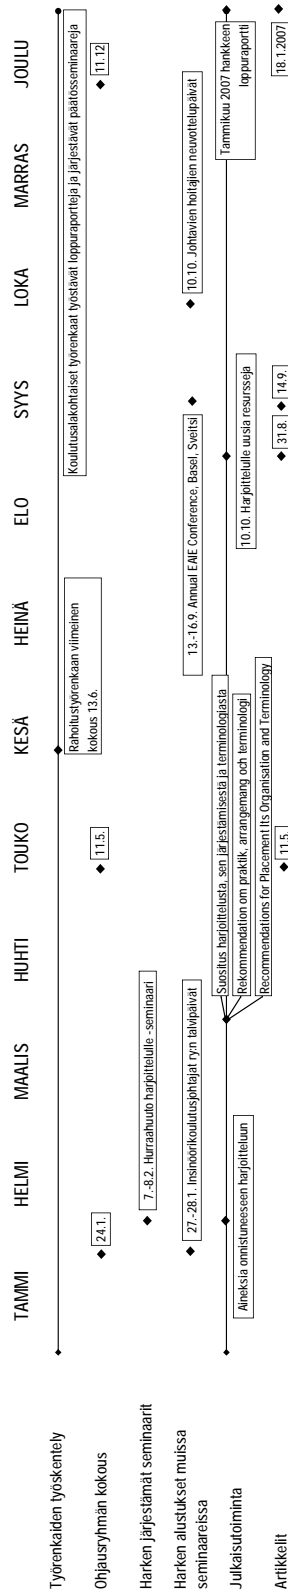 TAMMI HELMI MAALIS HUHTI TOUKO KESÄ HEINÄ ELO SYYS LOKA MARRAS JOULU
Työrenkaiden työskentely
Rahoitustyörenkaan viimeinen
kokous 13.6.
Koulutusalakohtaiset työrenkaat työstävät loppuraportteja ja järjestävät päätösseminaareja
Ohjausryhmän kokous
24.1.
11.5.
11.12
Harken järjestämät seminaarit
7.-8.2. Hurraahuuto harjoittelulle -seminaari
Harken alustukset muissa
seminaareissa
27.-28.1. Insinöörikoulutusjohtajat ry:n talvipäivät
13.-16.9. Annual EAIE Conference, Basel, Sveitsi
10.10. Johtavien hoitajien neuvottelupäivät
Julkaisutoiminta
Aineksia onnistuneeseen harjoitteluun
Suositus harjoittelusta, sen järjestämisestä ja terminologiasta
Rekommendation om praktik, arrangemang och terminologi
Recommendations for Placement Its Organisation and Terminology
10.10. Harjoittelulle uusia resursseja
Tammikuu 2007 hankkeen
loppuraportti
Artikkelit
11.5.
31.8.
14.9.
18.1.2007